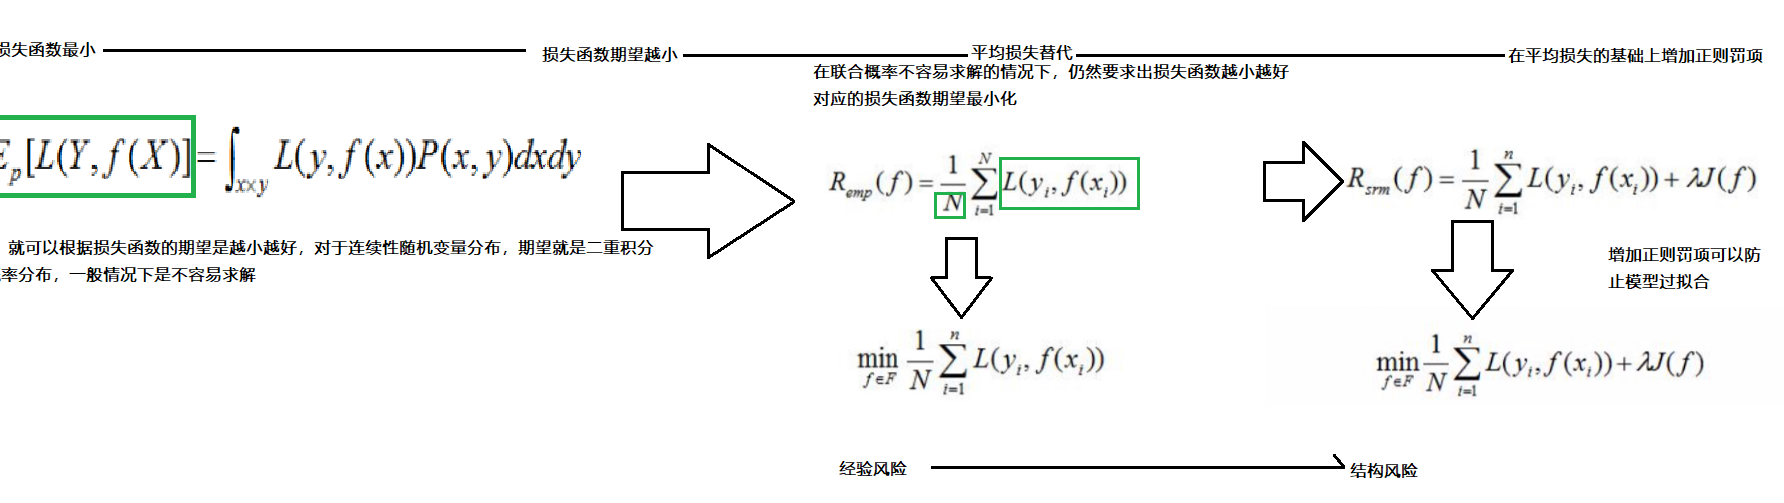 损失函数最小
损失函数期望越小
平均损失替代
在平均损失的基础上增加正则罚项
在联合概率不容易求解的情况下，仍然要求出损失函数越小越好
对应的损失函数期望最小化
E_p[L(Y, f(X)] = ∫_{x×y} L(y, f(x))P(x, y)dxdy
R_{emp}(f) = \frac{1}{N} \sum_{i=1}^{N} L(y_i, f(x_i))
R_{srm}(f) = \frac{1}{N} \sum_{i=1}^{n} L(y_i, f(x_i)) + λJ(f)
就可以根据损失函数的期望是越小越好，对于连续性随机变量分布，期望就是二重积分
率分布，一般情况下是不容易求解
增加正则罚项可以防
止模型过拟合
\min_{f∈F} \frac{1}{N} \sum_{i=1}^{n} L(y_i, f(x_i))
\min_{f∈F} \frac{1}{N} \sum_{i=1}^{n} L(y_i, f(x_i)) + λJ(f)
经验风险
结构风险